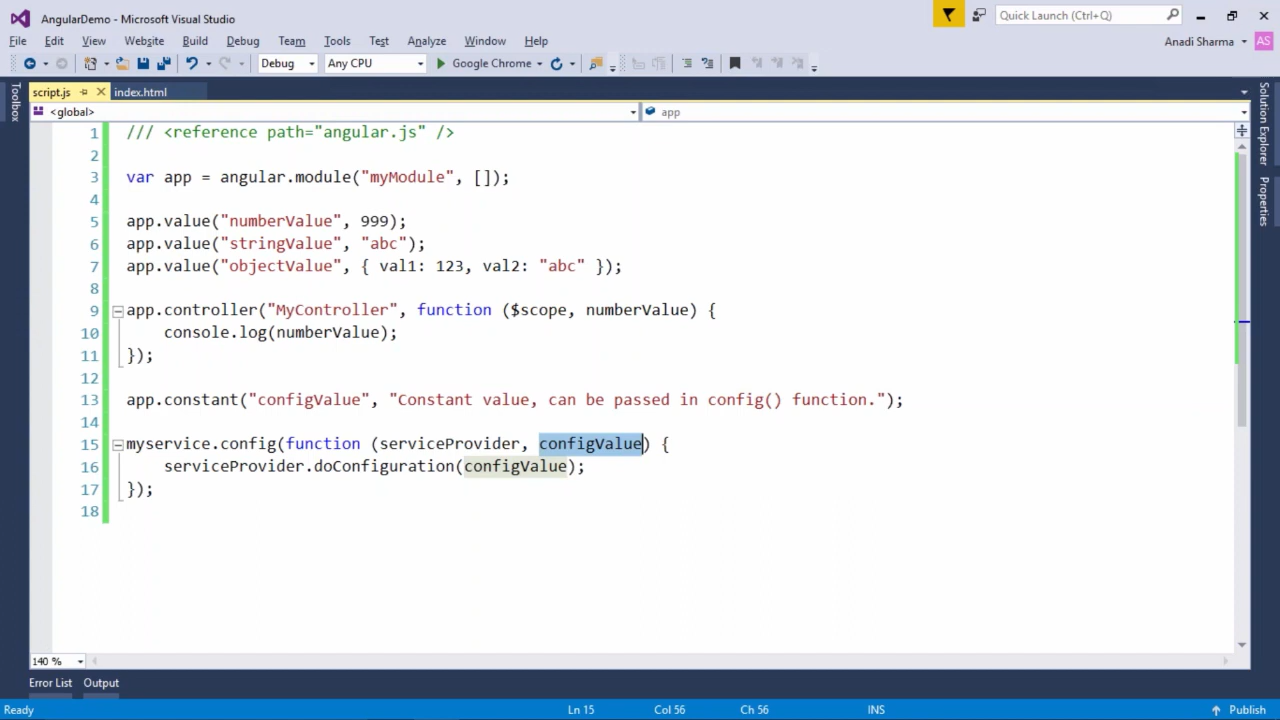 AngularDemo - Microsoft Visual Studio
Quick Launch (Ctrl+Q)
File Edit View Website Build Debug Team Tools Test Analyze Window Help
Anadi Sharma AS
Debug Any CPU Google Chrome
script.js index.html
<global> app
1 /// <reference path="angular.js" />
2
3 var app = angular.module("myModule", []);
4
5 app.value("numberValue", 999);
6 app.value("stringValue", "abc");
7 app.value("objectValue", { val1: 123, val2: "abc" });
8
9 app.controller("MyController", function ($scope, numberValue) {
10 console.log(numberValue);
11 });
12
13 app.constant("configValue", "Constant value, can be passed in config() function.");
14
15 myservice.config(function (serviceProvider, configValue) {
16 serviceProvider.doConfiguration(configValue);
17 });
18
Toolbox
Solution Explorer
Properties
140 %
Error List Output
Ready Ln 15 Col 56 Ch 56 INS Publish